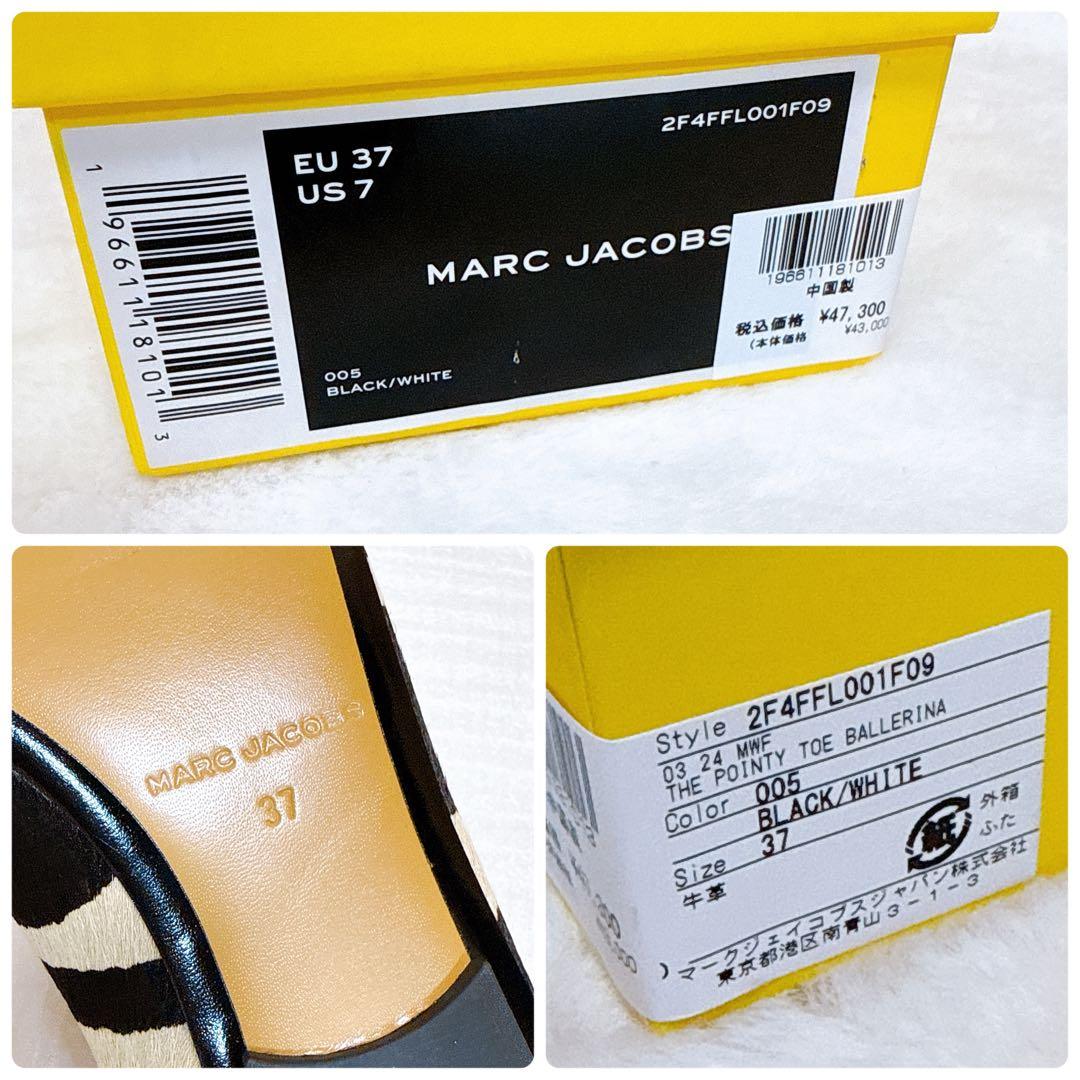 2F4FFL001F09
EU 37
US 7
MARC JACOBS
005
BLACK/WHITE
1 96611 18101 3
196611181013
中国製
税込価格 ¥47,300
(本体価格 ¥43,000
MARC JACOBS
37
Style 2F4FFL001F09
03 24 MWF
THE POINTY TOE BALLERINA
Color 005
BLACK/WHITE
Size 37
牛革
紙 外箱
ふた
) マークジェイコブスジャパン株式会社
東京都港区南青山3-1-3